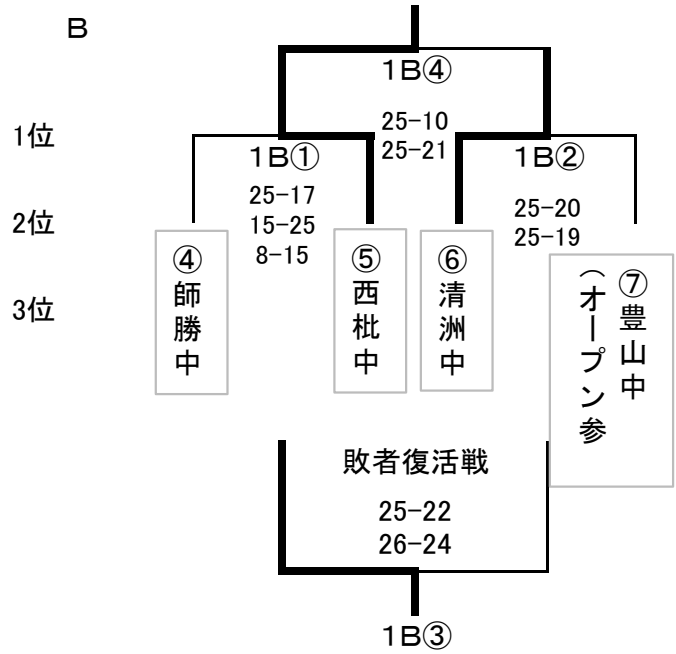 B
1B④
25-10
25-21
1位
1B①
1B②
25-17
15-25
8-15
25-20
25-19
2位
3位
④師勝中
⑤西枇中
⑥清洲中
⑦豊山中
（オープン参
敗者復活戦
25-22
26-24
1B③